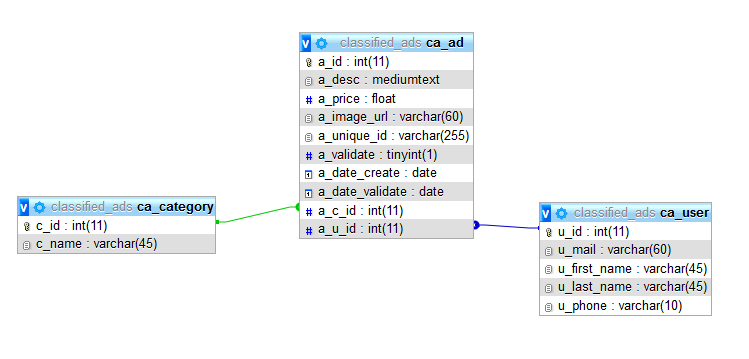 classified_ads ca_ad
a_id : int(11)
a_desc : mediumtext
a_price : float
a_image_url : varchar(60)
a_unique_id : varchar(255)
a_validate : tinyint(1)
a_date_create : date
a_date_validate : date
a_c_id : int(11)
a_u_id : int(11)
classified_ads ca_category
c_id : int(11)
c_name : varchar(45)
classified_ads ca_user
u_id : int(11)
u_mail : varchar(60)
u_first_name : varchar(45)
u_last_name : varchar(45)
u_phone : varchar(10)